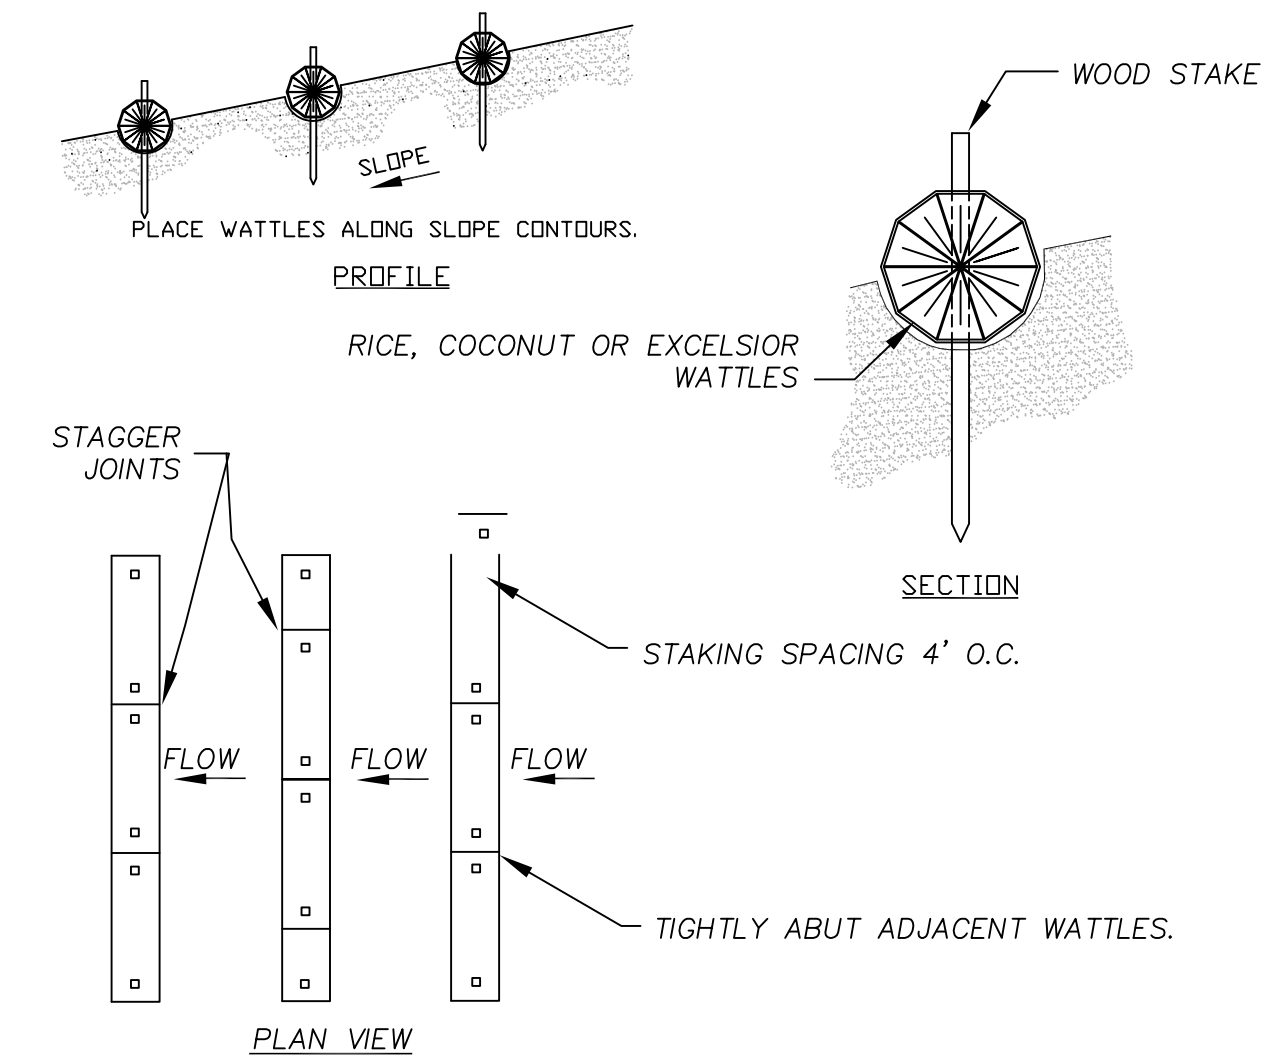 WOOD STAKE
SLOPE
PLACE WATTLES ALONG SLOPE CONTOURS.
PROFILE
RICE, COCONUT OR EXCELSIOR
WATTLES
STAGGER
JOINTS
SECTION
STAKING SPACING 4' O.C.
FLOW
FLOW
FLOW
TIGHTLY ABUT ADJACENT WATTLES.
PLAN VIEW